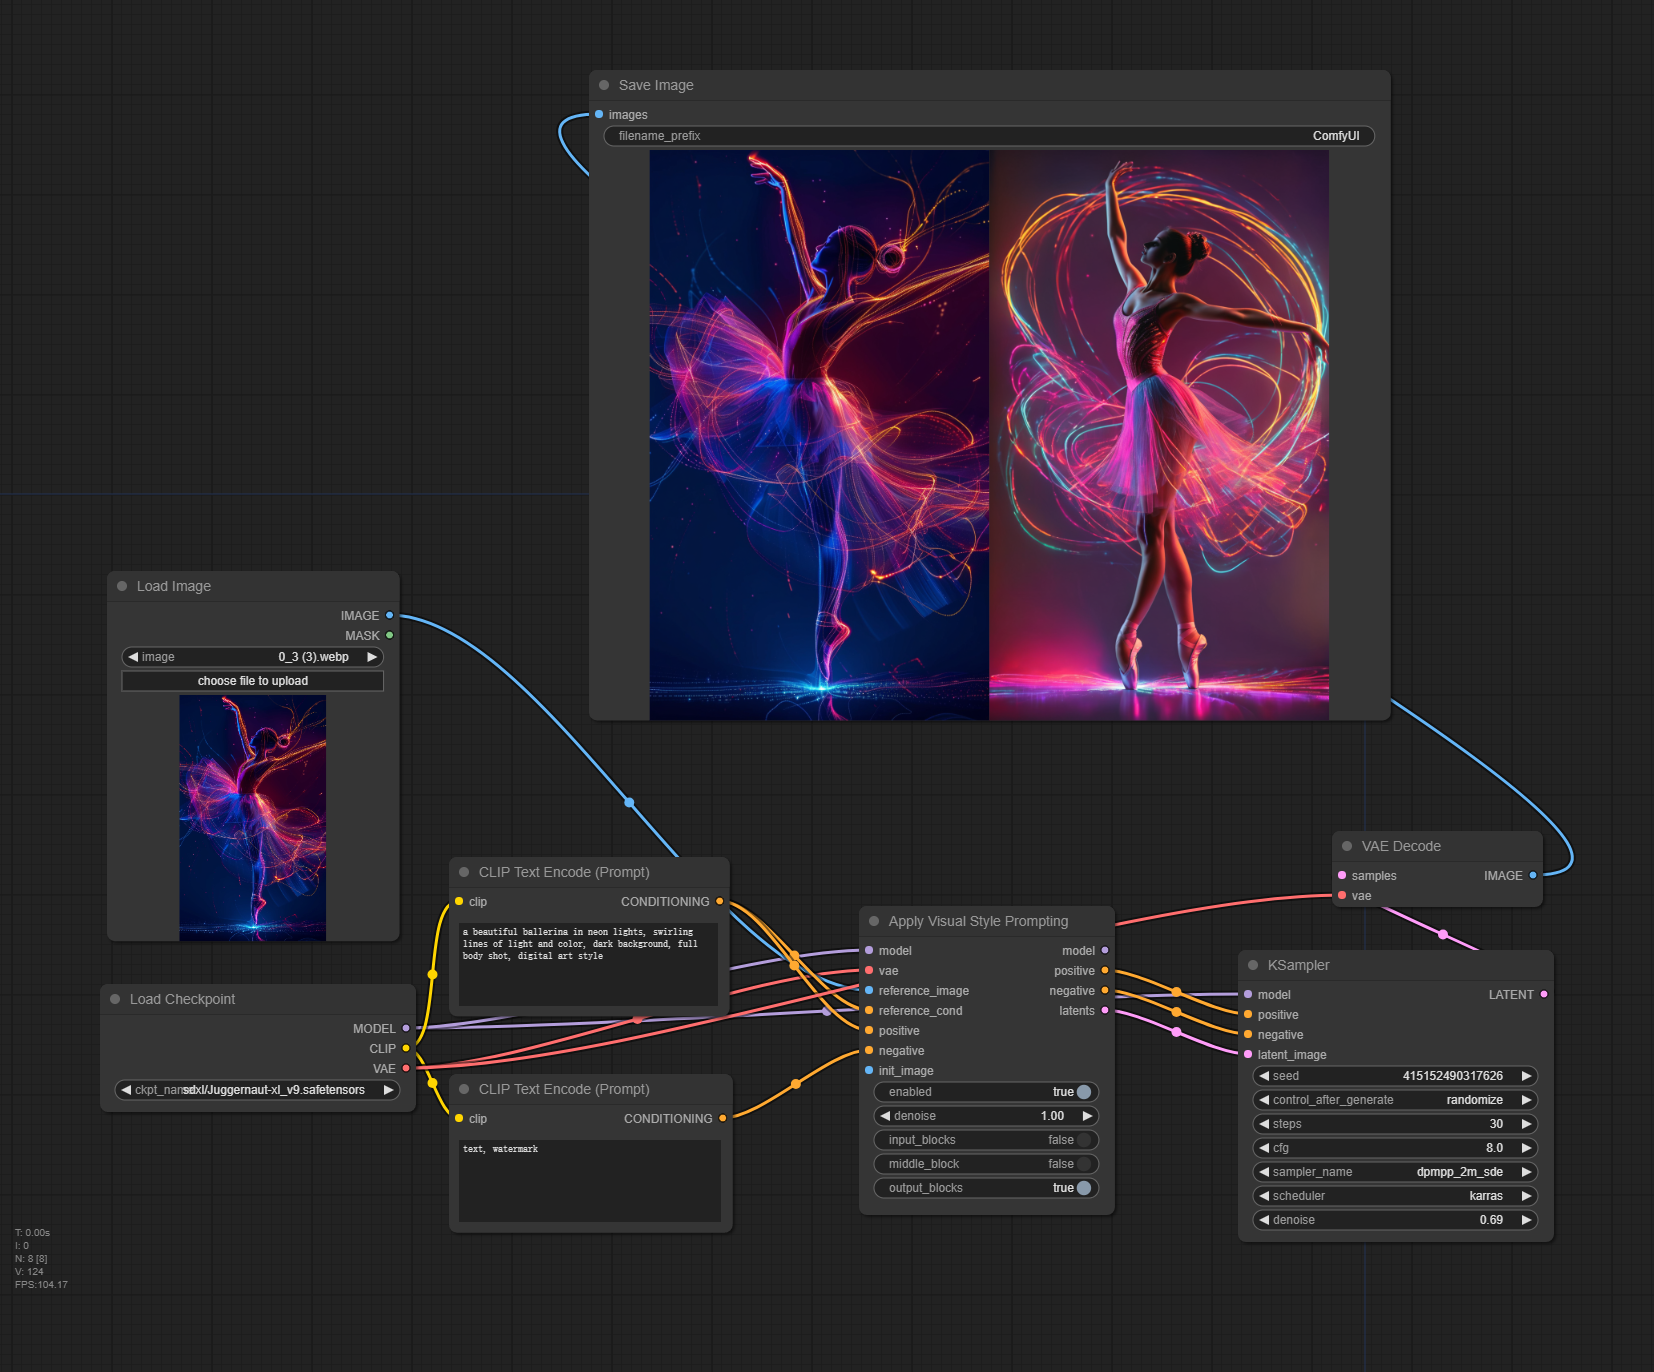 Save Image
images
filename_prefix
ComfyUI
Load Image
IMAGE
MASK
image
0_3 (3).webp
choose file to upload
Load Checkpoint
MODEL
CLIP
VAE
sdxl/Juggernaut-xl_v9.safetensors
CLIP Text Encode (Prompt)
clip
CONDITIONING
a beautiful ballerina in neon lights, swirling
lines of light and color, dark background, full
body shot, digital art style
CLIP Text Encode (Prompt)
clip
CONDITIONING
text, watermark
Apply Visual Style Prompting
model
model
vae
positive
reference_image
negative
reference_cond
latents
positive
negative
init_image
enabled
true
denoise
1.00
input_blocks
false
middle_block
false
output_blocks
true
VAE Decode
samples
IMAGE
vae
KSampler
model
LATENT
positive
negative
latent_image
seed
415152490317626
control_after_generate
randomize
steps
30
cfg
8.0
sampler_name
dpmpp_2m_sde
scheduler
karras
denoise
0.69
T: 0.00s
I: 0
N: 8 [8]
V: 124
FPS:104.17